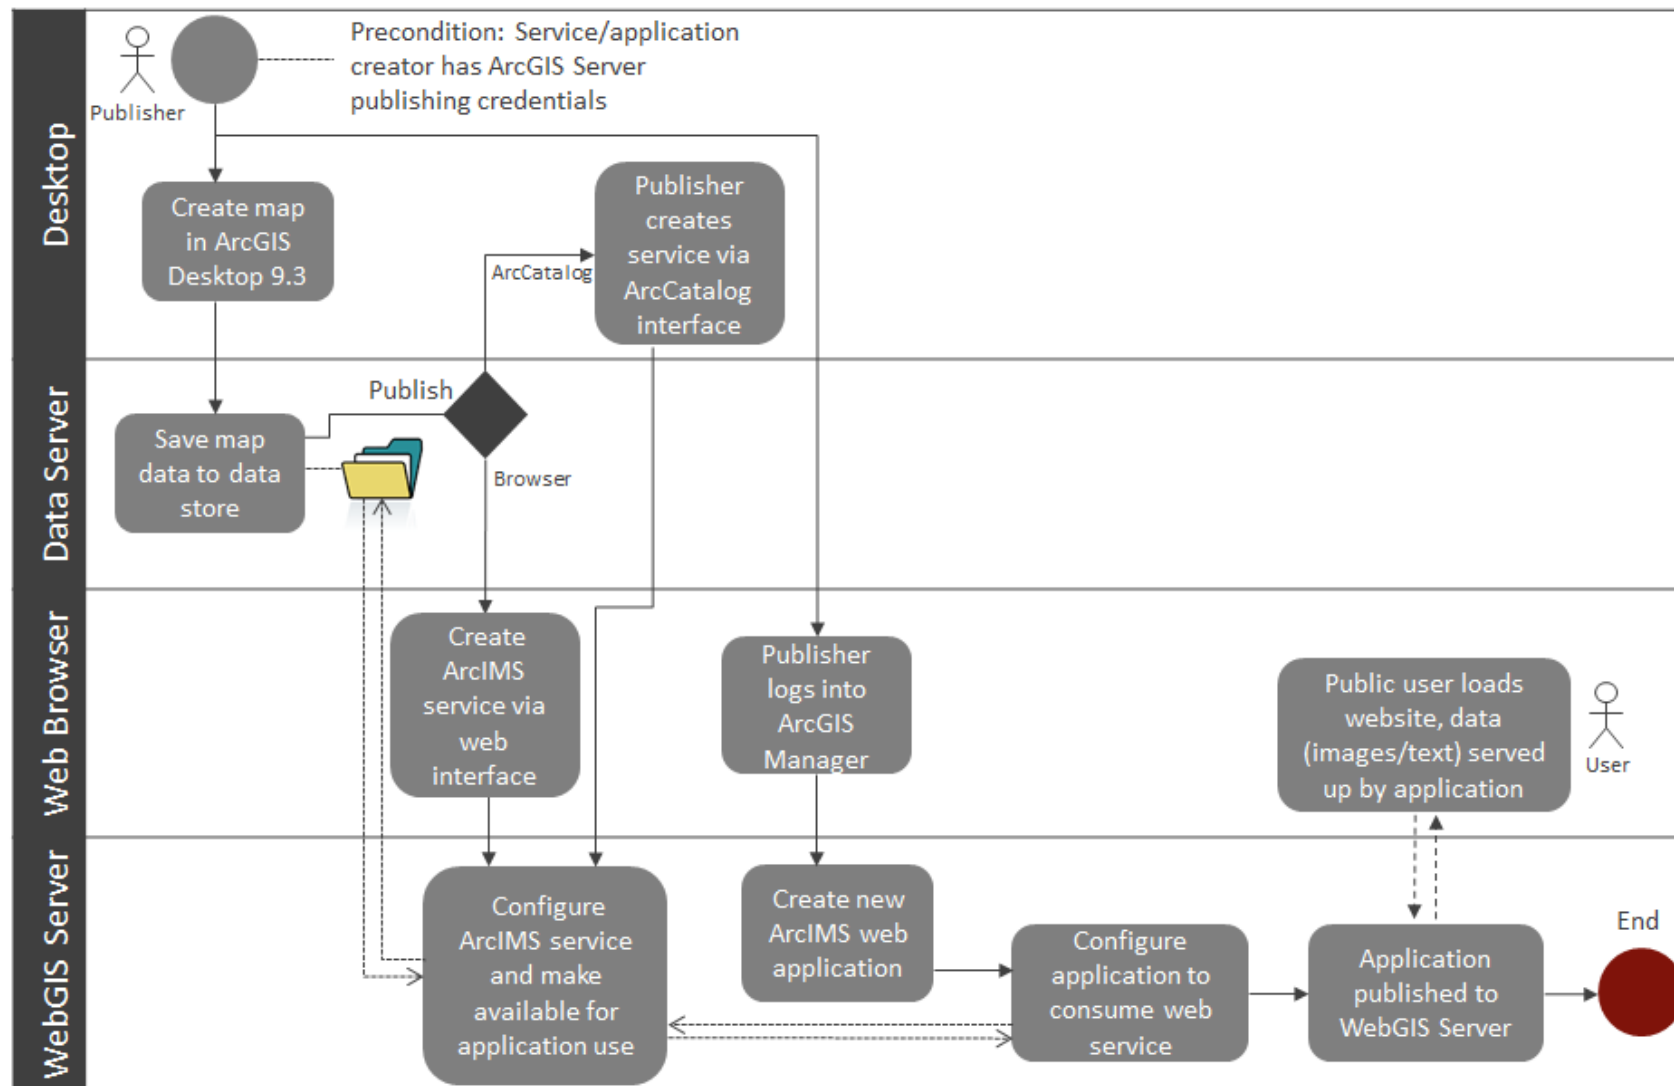 Precondition: Service/application
creator has ArcGIS Server
publishing credentials
Publisher
Desktop
Create map
in ArcGIS
Desktop 9.3
Publisher
creates
service via
ArcCatalog
interface
ArcCatalog
Data Server
Publish
Save map
data to data
store
Browser
Web Browser
Create
ArcIMS
service via
web
interface
Publisher
logs into
ArcGIS
Manager
Public user loads
website, data
(images/text) served
up by application
User
WebGIS Server
Configure
ArcIMS service
and make
available for
application use
Create new
ArcIMS web
application
Configure
application to
consume web
service
Application
published to
WebGIS Server
End